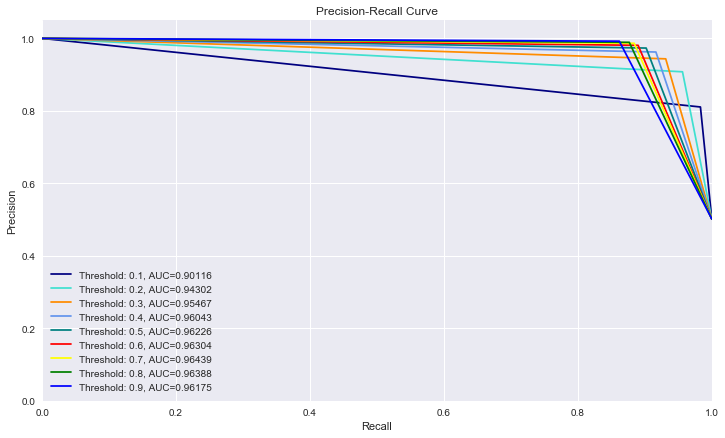 Precision-Recall Curve
1.0
0.8
0.6
0.4
0.2
0.0
Precision
Threshold: 0.1, AUC=0.90116
Threshold: 0.2, AUC=0.94302
Threshold: 0.3, AUC=0.95467
Threshold: 0.4, AUC=0.96043
Threshold: 0.5, AUC=0.96226
Threshold: 0.6, AUC=0.96304
Threshold: 0.7, AUC=0.96439
Threshold: 0.8, AUC=0.96388
Threshold: 0.9, AUC=0.96175
0.0 0.2 0.4 0.6 0.8 1.0
Recall